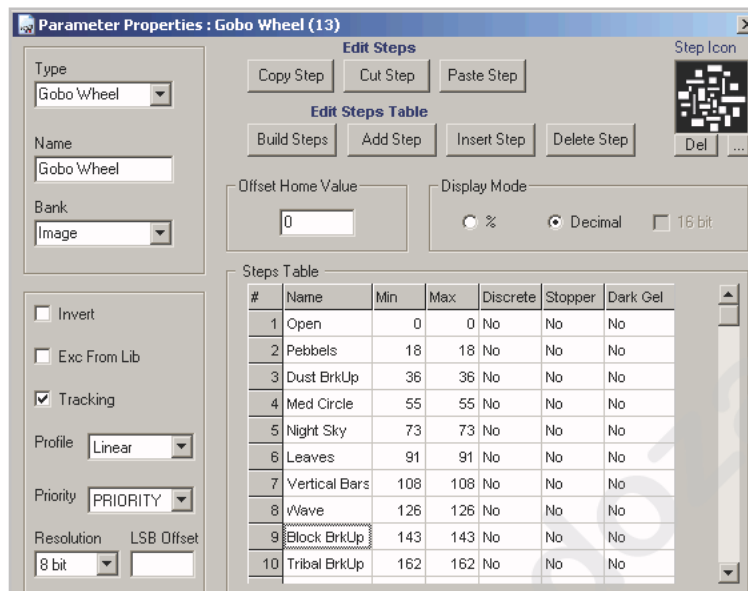 Parameter Properties : Gobo Wheel (13)
Type
Gobo Wheel
Name
Gobo Wheel
Bank
Image
Edit Steps
Copy Step Cut Step Paste Step
Edit Steps Table
Build Steps Add Step Insert Step Delete Step
Step Icon
Del ...
Offset Home Value
0
Display Mode
% Decimal 16 bit
Invert
Exc From Lib
Tracking
Profile Linear
Priority PRIORITY
Resolution LSB Offset
8 bit
Steps Table
# Name Min Max Discrete Stopper Dark Gel
1 Open 0 0 No No No
2 Pebbels 18 18 No No No
3 Dust BrkUp 36 36 No No No
4 Med Circle 55 55 No No No
5 Night Sky 73 73 No No No
6 Leaves 91 91 No No No
7 Vertical Bars 108 108 No No No
8 Wave 126 126 No No No
9 Block BrkUp 143 143 No No No
10 Tribal BrkUp 162 162 No No No